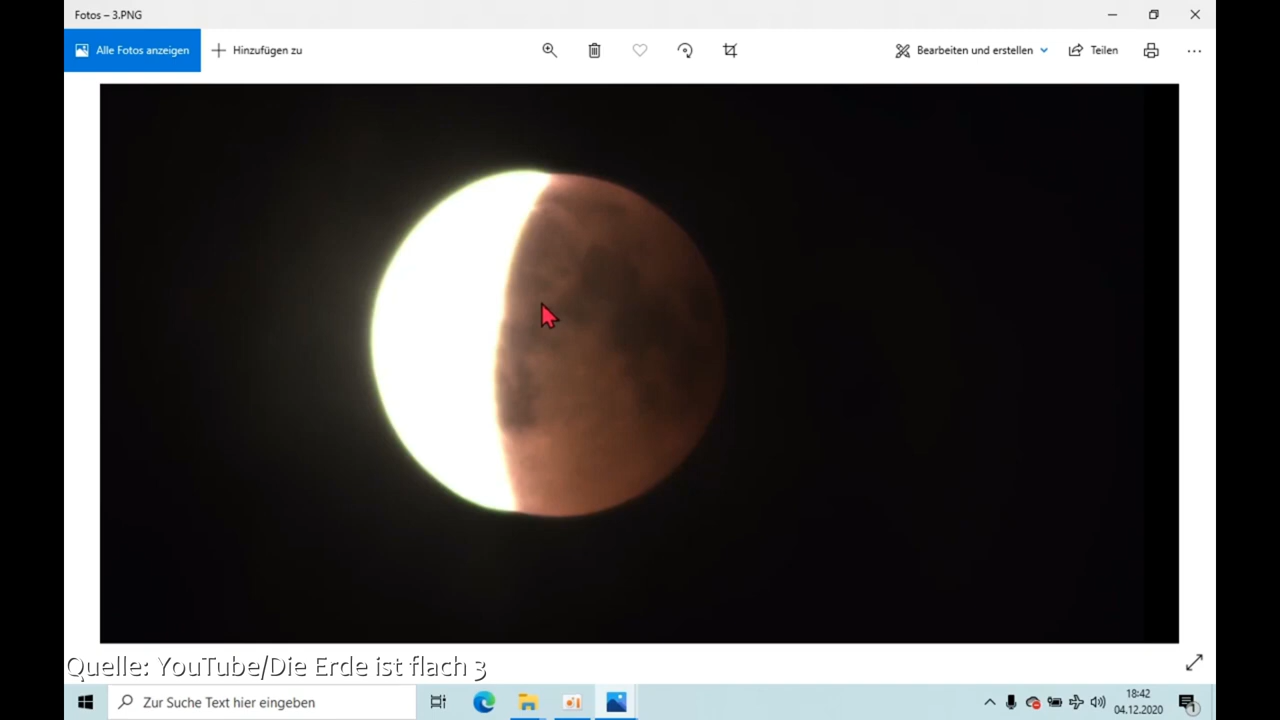 Fotos – 3.PNG
Alle Fotos anzeigen
Hinzufügen zu
Bearbeiten und erstellen
Teilen
Quelle: YouTube/Die Erde ist flach 3
Zur Suche Text hier eingeben
18:42
04.12.2020
1